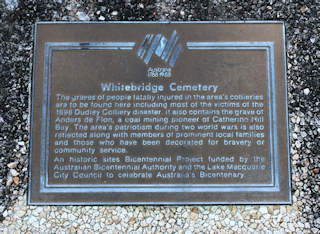 Australia
1788-1988
Whitebridge Cemetery
The graves of people fatally injured in the area's collieries
are to be found here including most of the victims of the
1898 Dudley Colliery disaster. It also contains the grave of
Anders de Flon, a coal mining pioneer of Catherine Hill
Bay. The area's patriotism during two world wars is also
reflected along with members of prominent local families
and those who have been decorated for bravery or
community service.
An historic sites Bicentennial Project funded by the
Australian Bicentennial Authority and the Lake Macquarie
City Council to celebrate Australia's Bicentenary.